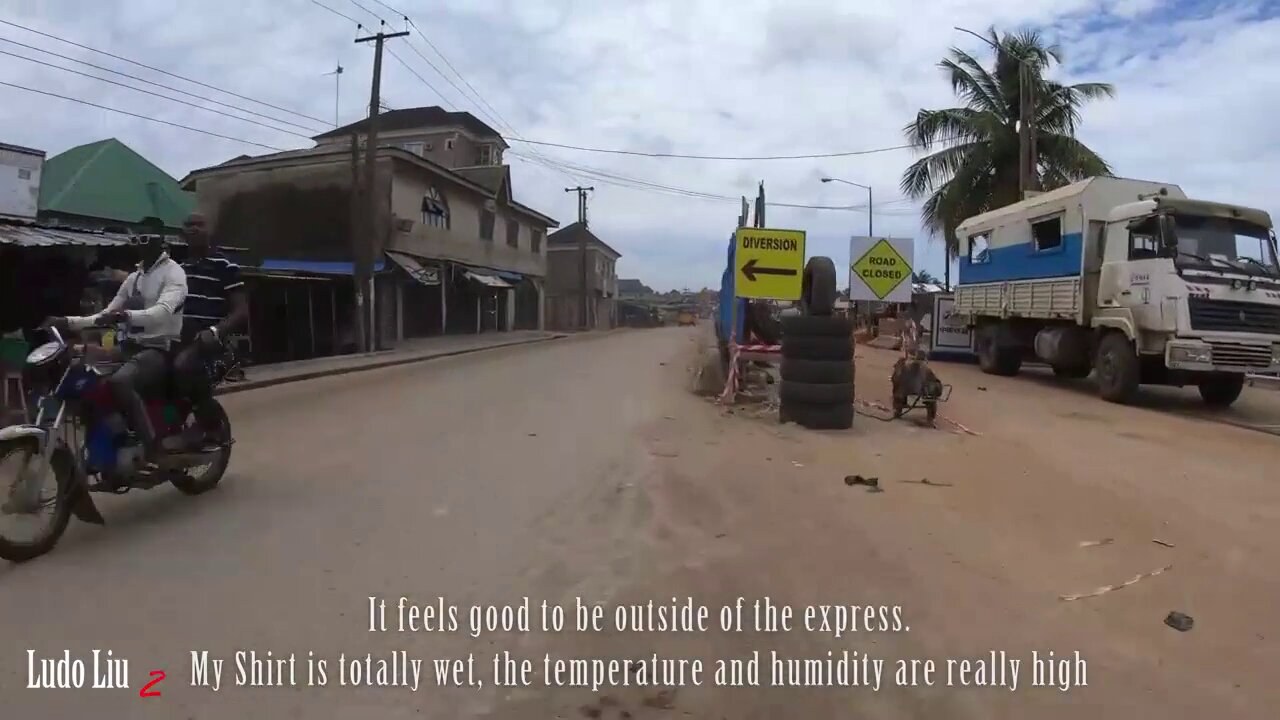 DIVERSION
ROAD
CLOSED
It feels good to be outside of the express.
Ludo Liu 2
My Shirt is totally wet, the temperature and humidity are really high